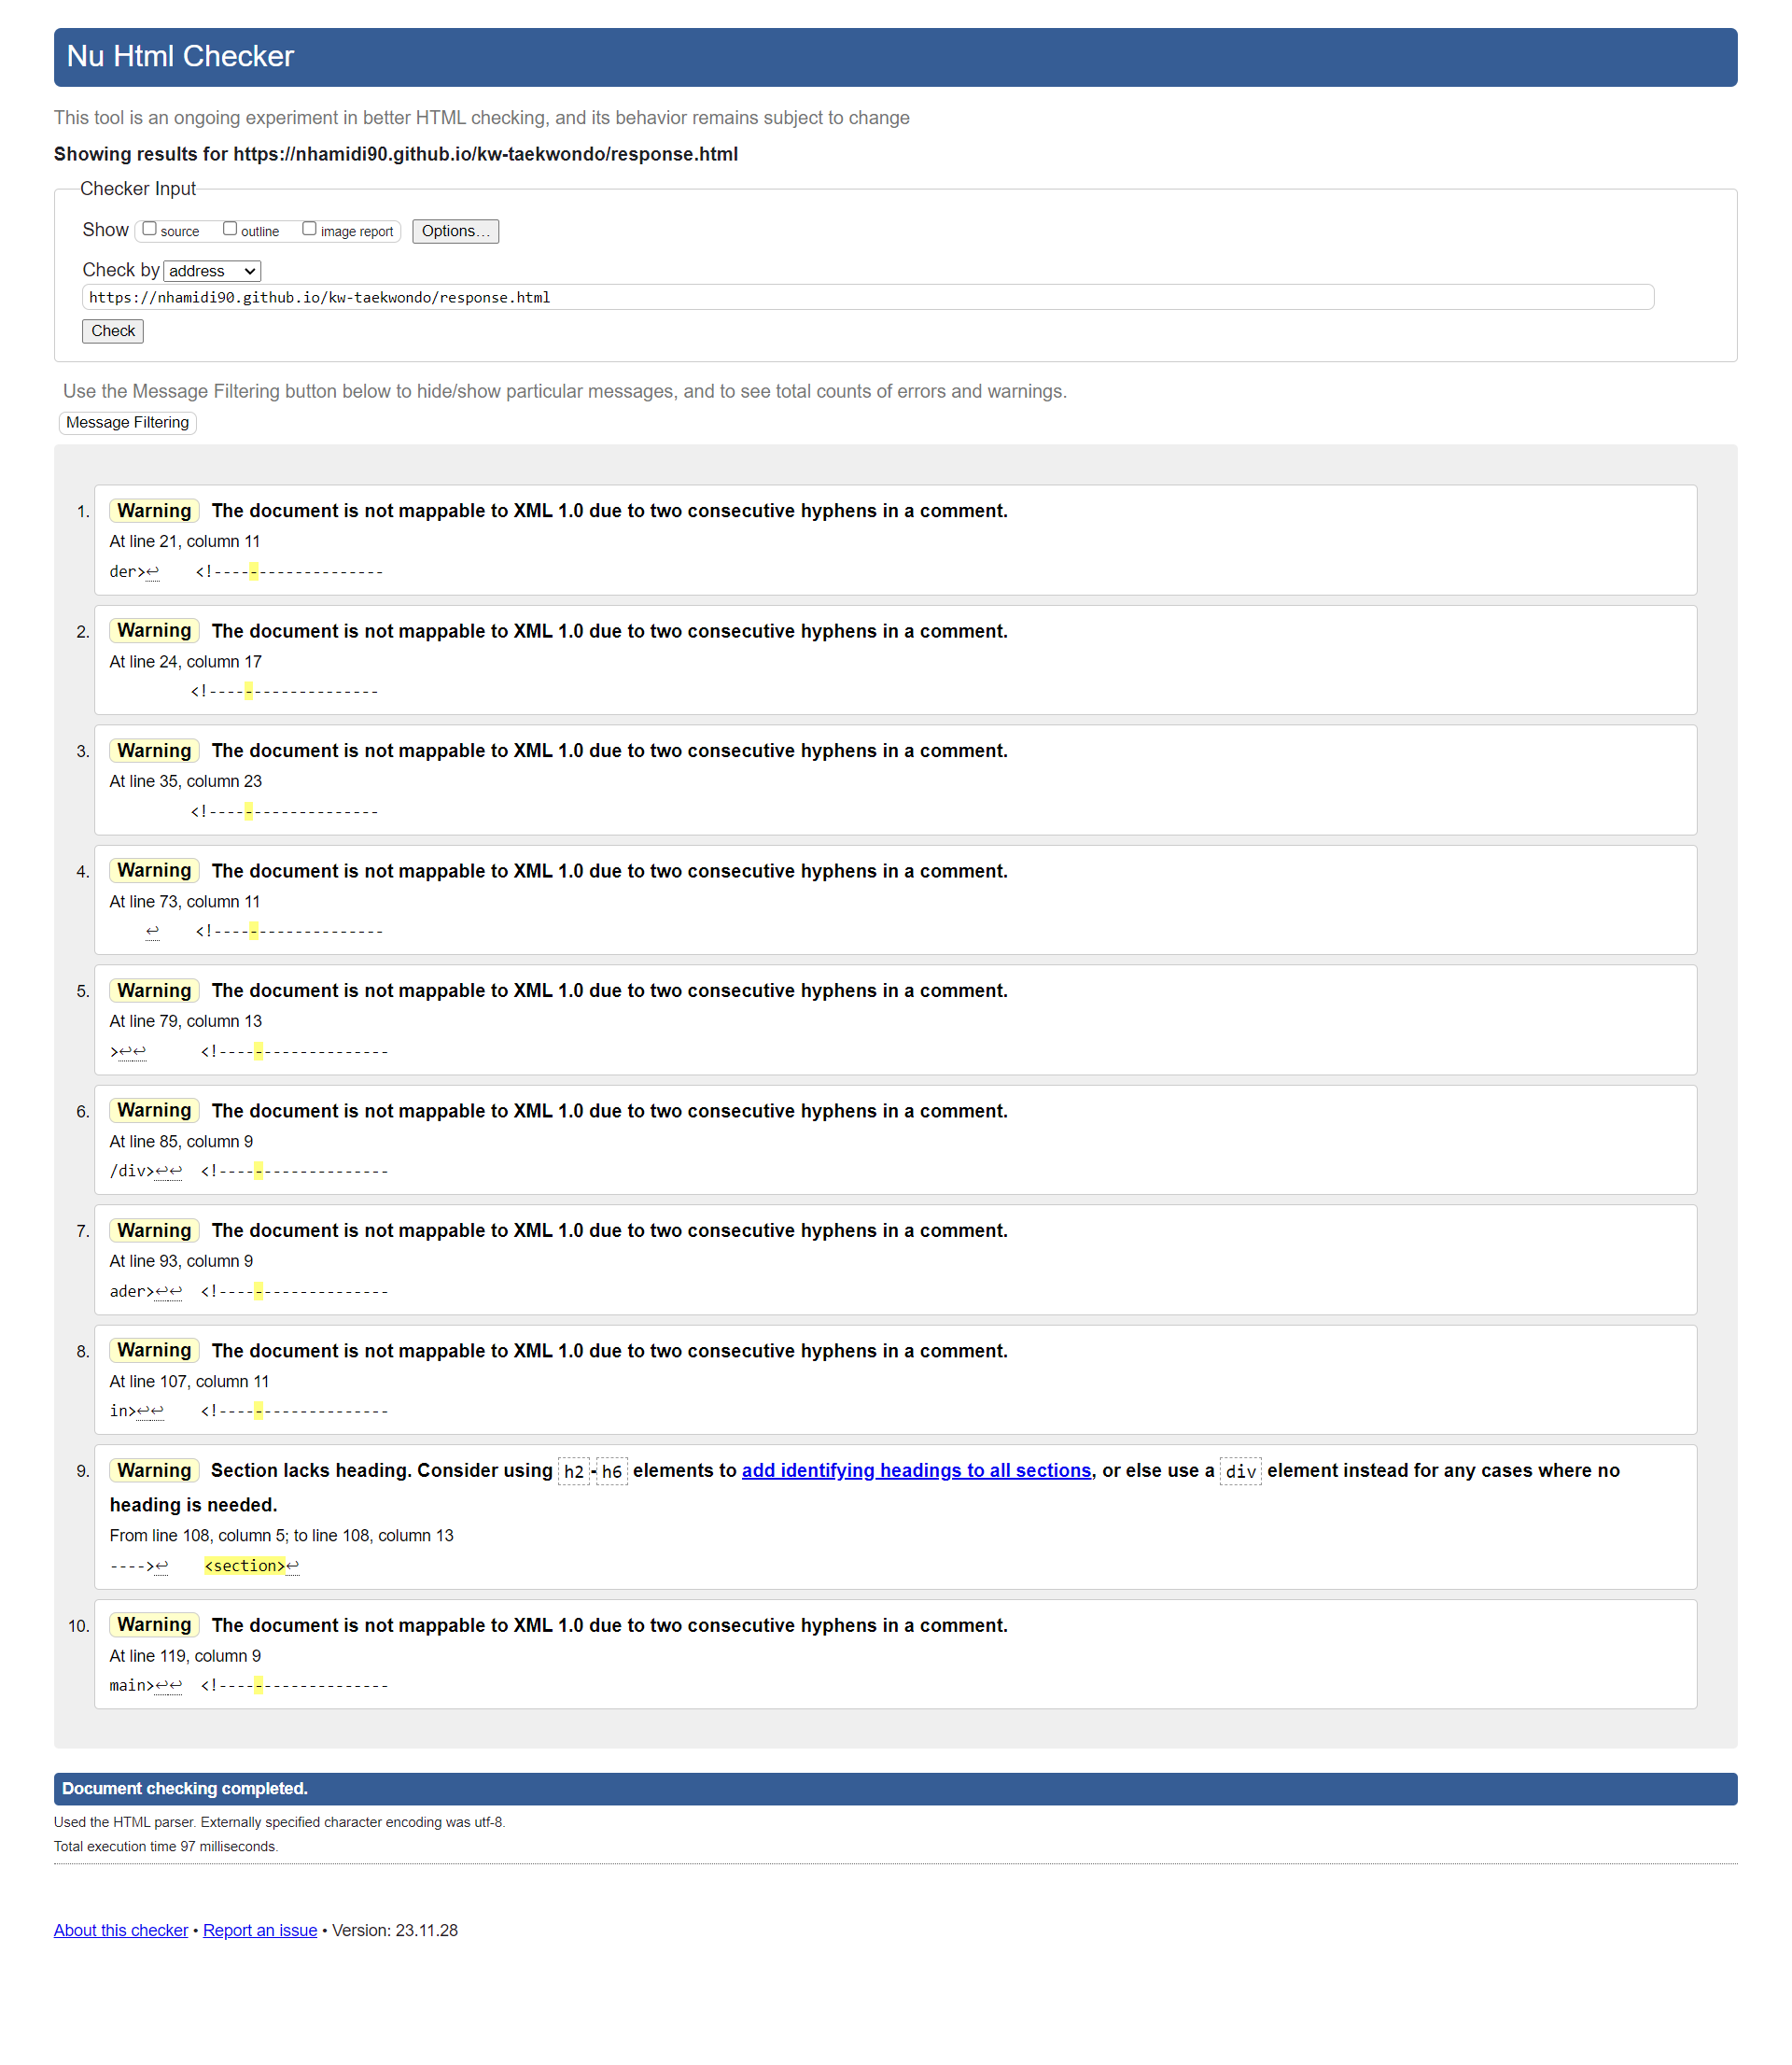 Nu Html Checker
This tool is an ongoing experiment in better HTML checking, and its behavior remains subject to change
Showing results for https://nhamidi90.github.io/kw-taekwondo/response.html
Checker Input
Show source outline image report Options...
Check by address
https://nhamidi90.github.io/kw-taekwondo/response.html
Check
Use the Message Filtering button below to hide/show particular messages, and to see total counts of errors and warnings.
Message Filtering
1. Warning The document is not mappable to XML 1.0 due to two consecutive hyphens in a comment.
At line 21, column 11
der>↩    <!-------------------
2. Warning The document is not mappable to XML 1.0 due to two consecutive hyphens in a comment.
At line 24, column 17
<!-------------------
3. Warning The document is not mappable to XML 1.0 due to two consecutive hyphens in a comment.
At line 35, column 23
<!-------------------
4. Warning The document is not mappable to XML 1.0 due to two consecutive hyphens in a comment.
At line 73, column 11
↩    <!-------------------
5. Warning The document is not mappable to XML 1.0 due to two consecutive hyphens in a comment.
At line 79, column 13
>↩↩      <!-------------------
6. Warning The document is not mappable to XML 1.0 due to two consecutive hyphens in a comment.
At line 85, column 9
/div>↩↩  <!-------------------
7. Warning The document is not mappable to XML 1.0 due to two consecutive hyphens in a comment.
At line 93, column 9
ader>↩↩  <!-------------------
8. Warning The document is not mappable to XML 1.0 due to two consecutive hyphens in a comment.
At line 107, column 11
in>↩↩    <!-------------------
9. Warning Section lacks heading. Consider using h2-h6 elements to add identifying headings to all sections, or else use a div element instead for any cases where no
heading is needed.
From line 108, column 5; to line 108, column 13
---->↩    <section>↩
10. Warning The document is not mappable to XML 1.0 due to two consecutive hyphens in a comment.
At line 119, column 9
main>↩↩  <!-------------------
Document checking completed.
Used the HTML parser. Externally specified character encoding was utf-8.
Total execution time 97 milliseconds.
About this checker • Report an issue • Version: 23.11.28